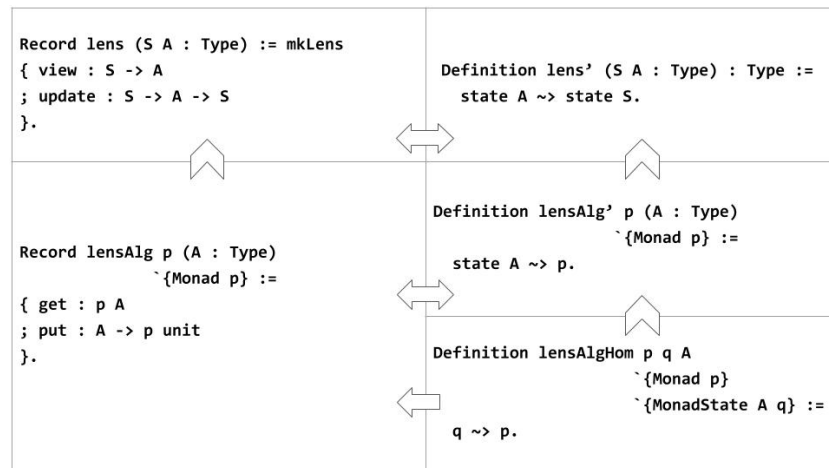 Record lens (S A : Type) := mkLens
{ view : S -> A
; update : S -> A -> S
}.
Definition lens’ (S A : Type) : Type :=
state A ~> state S.
Record lensAlg p (A : Type)
`{Monad p} :=
{ get : p A
; put : A -> p unit
}.
Definition lensAlg’ p (A : Type)
`{Monad p} :=
state A ~> p.
Definition lensAlgHom p q A
`{Monad p}
`{MonadState A q} :=
q ~> p.